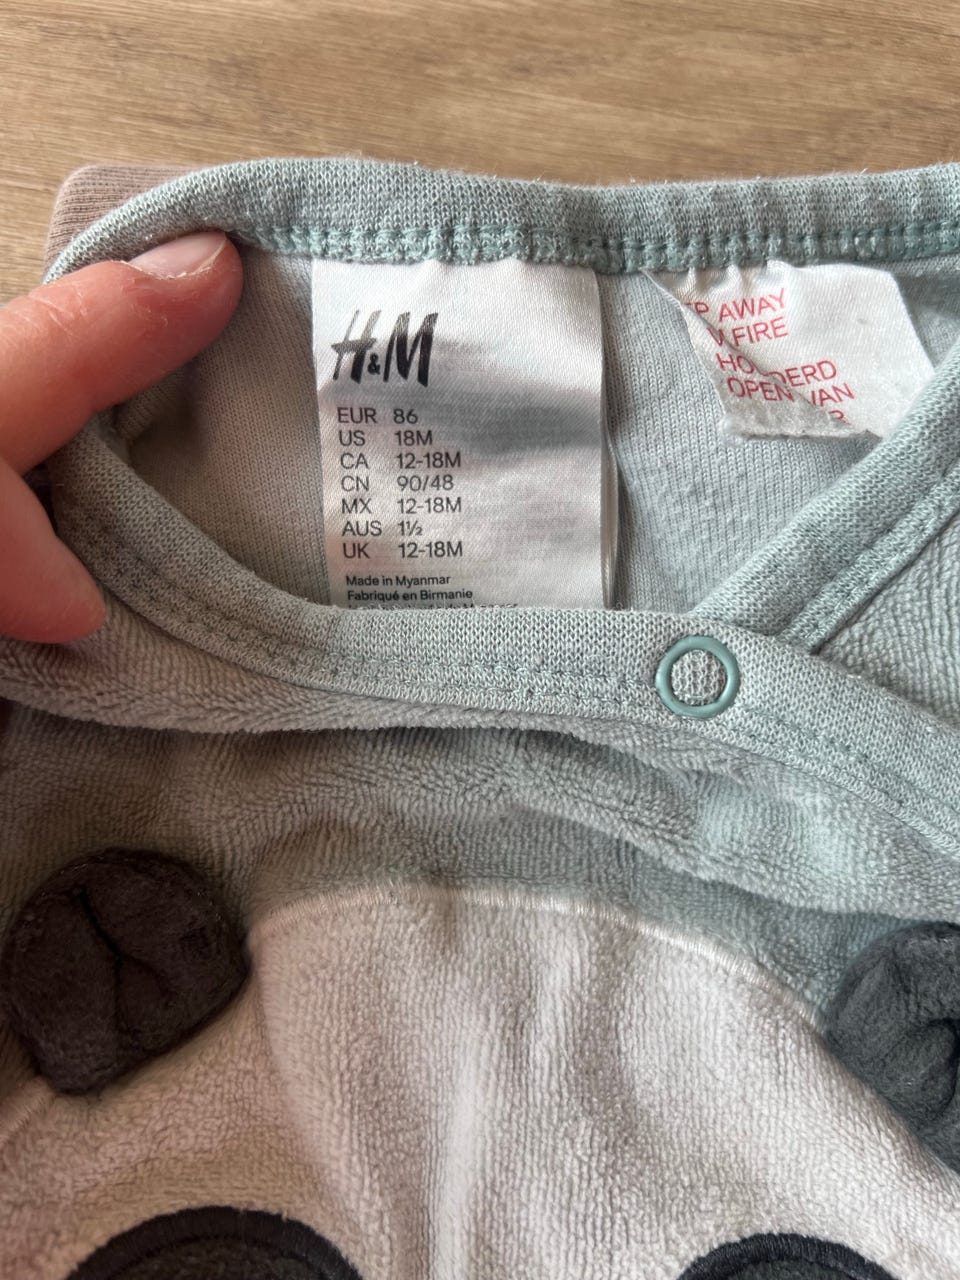 H&M
EUR 86
US 18M
CA 12-18M
CN 90/48
MX 12-18M
AUS 1½
UK 12-18M
Made in Myanmar
Fabriqué en Birmanie
AWAY
FIRE
OPEN VAN